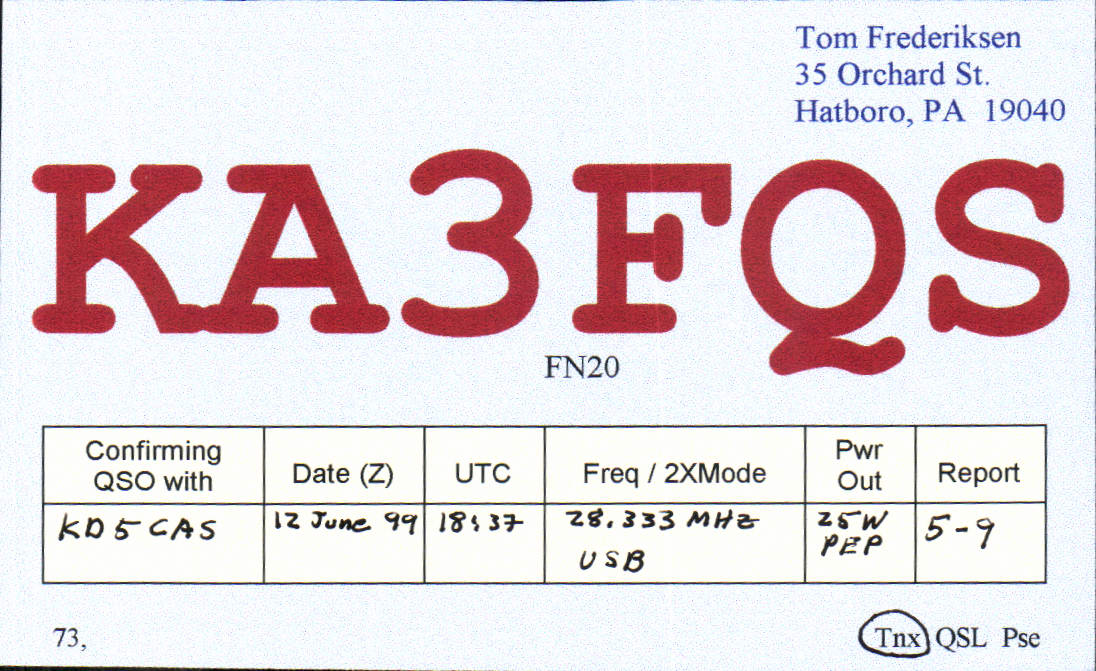 Tom Frederiksen
35 Orchard St.
Hatboro, PA 19040
KA3FQS
FN20
Confirming QSO with
Date (Z)
UTC
Freq / 2XMode
Pwr Out
Report
KD5CAS
12 June 99
18:37
28.333 MHz
USB
25W
PEP
5-9
73,
Tnx QSL Pse